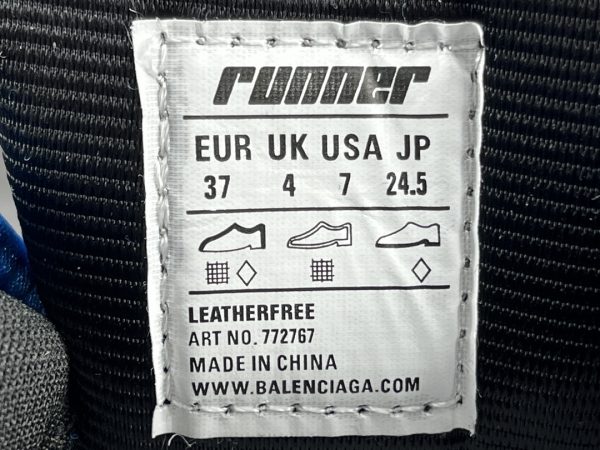 runner
EUR UK USA JP
37 4 7 24.5
LEATHERFREE
ART NO. 772767
MADE IN CHINA
WWW.BALENCIAGA.COM